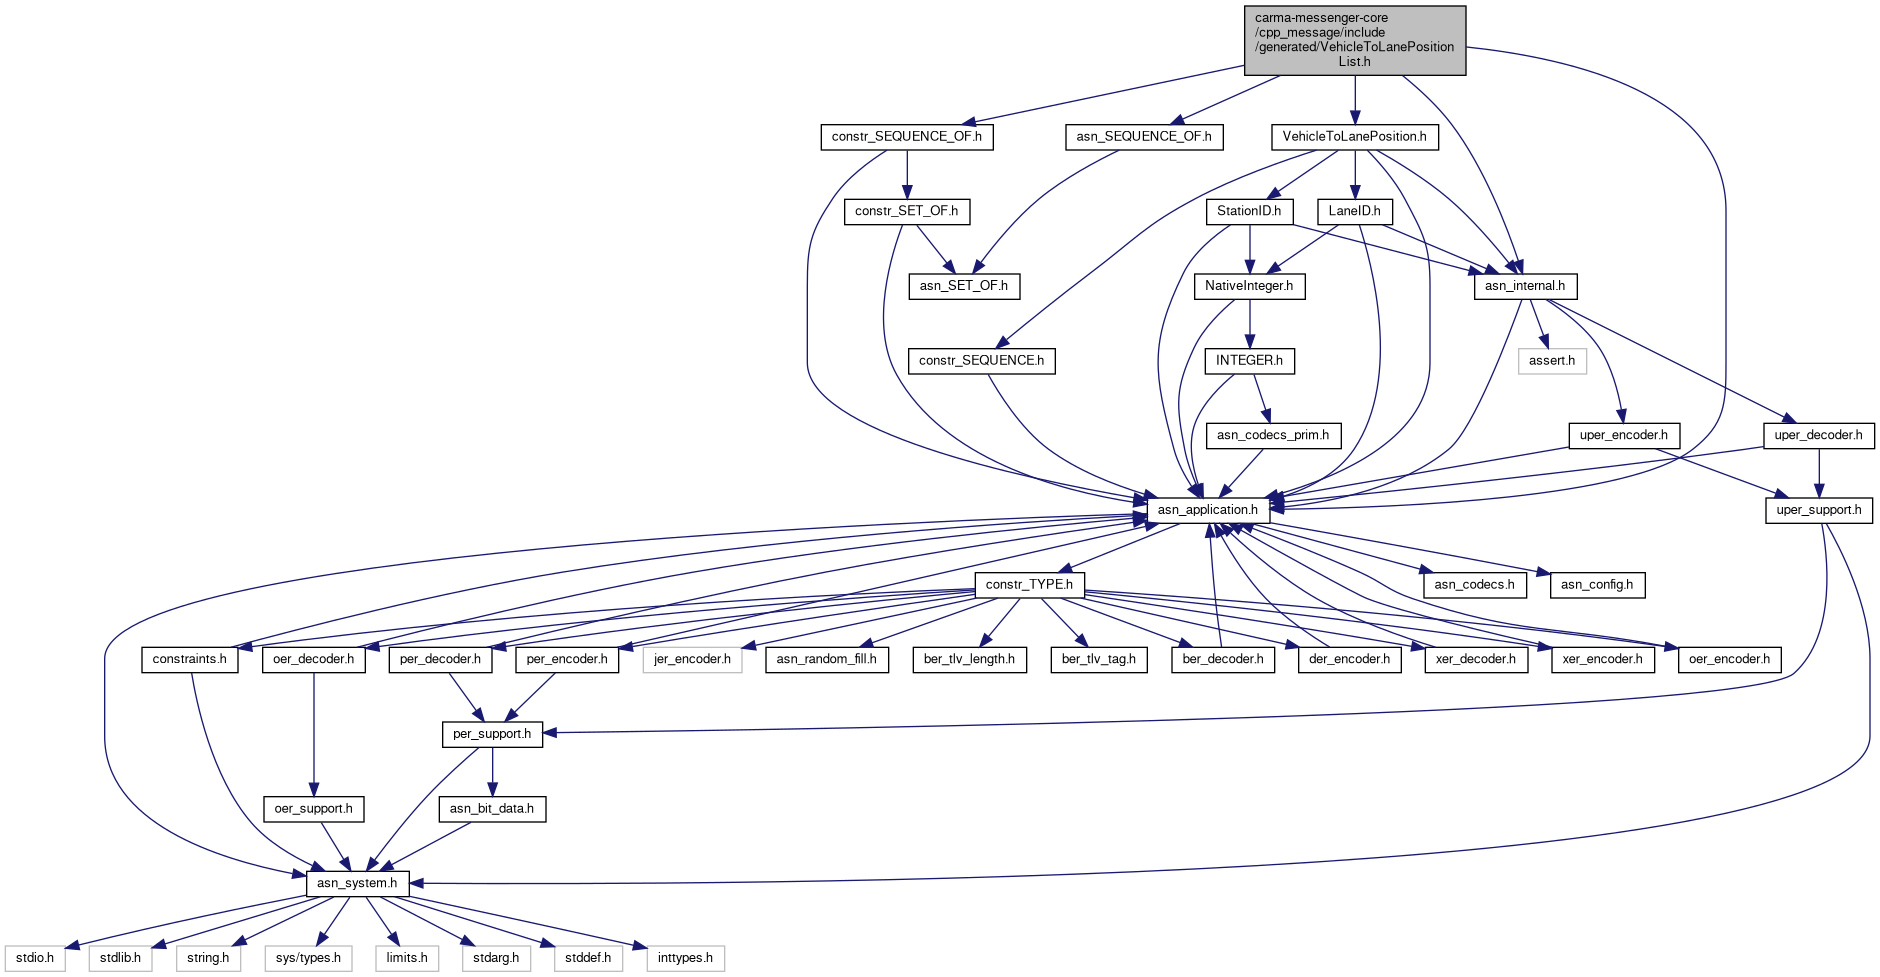 carma-messenger-core
/cpp_message/include
/generated/VehicleToLanePosition
List.h
constr_SEQUENCE_OF.h
asn_SEQUENCE_OF.h
VehicleToLanePosition.h
constr_SET_OF.h
StationID.h
LaneID.h
asn_SET_OF.h
NativeInteger.h
asn_internal.h
constr_SEQUENCE.h
INTEGER.h
assert.h
asn_codecs_prim.h
uper_encoder.h
uper_decoder.h
asn_application.h
uper_support.h
constr_TYPE.h
asn_codecs.h
asn_config.h
constraints.h
oer_decoder.h
per_decoder.h
per_encoder.h
jer_encoder.h
asn_random_fill.h
ber_tlv_length.h
ber_tlv_tag.h
ber_decoder.h
der_encoder.h
xer_decoder.h
xer_encoder.h
oer_encoder.h
per_support.h
oer_support.h
asn_bit_data.h
asn_system.h
stdio.h
stdlib.h
string.h
sys/types.h
limits.h
stdarg.h
stddef.h
inttypes.h